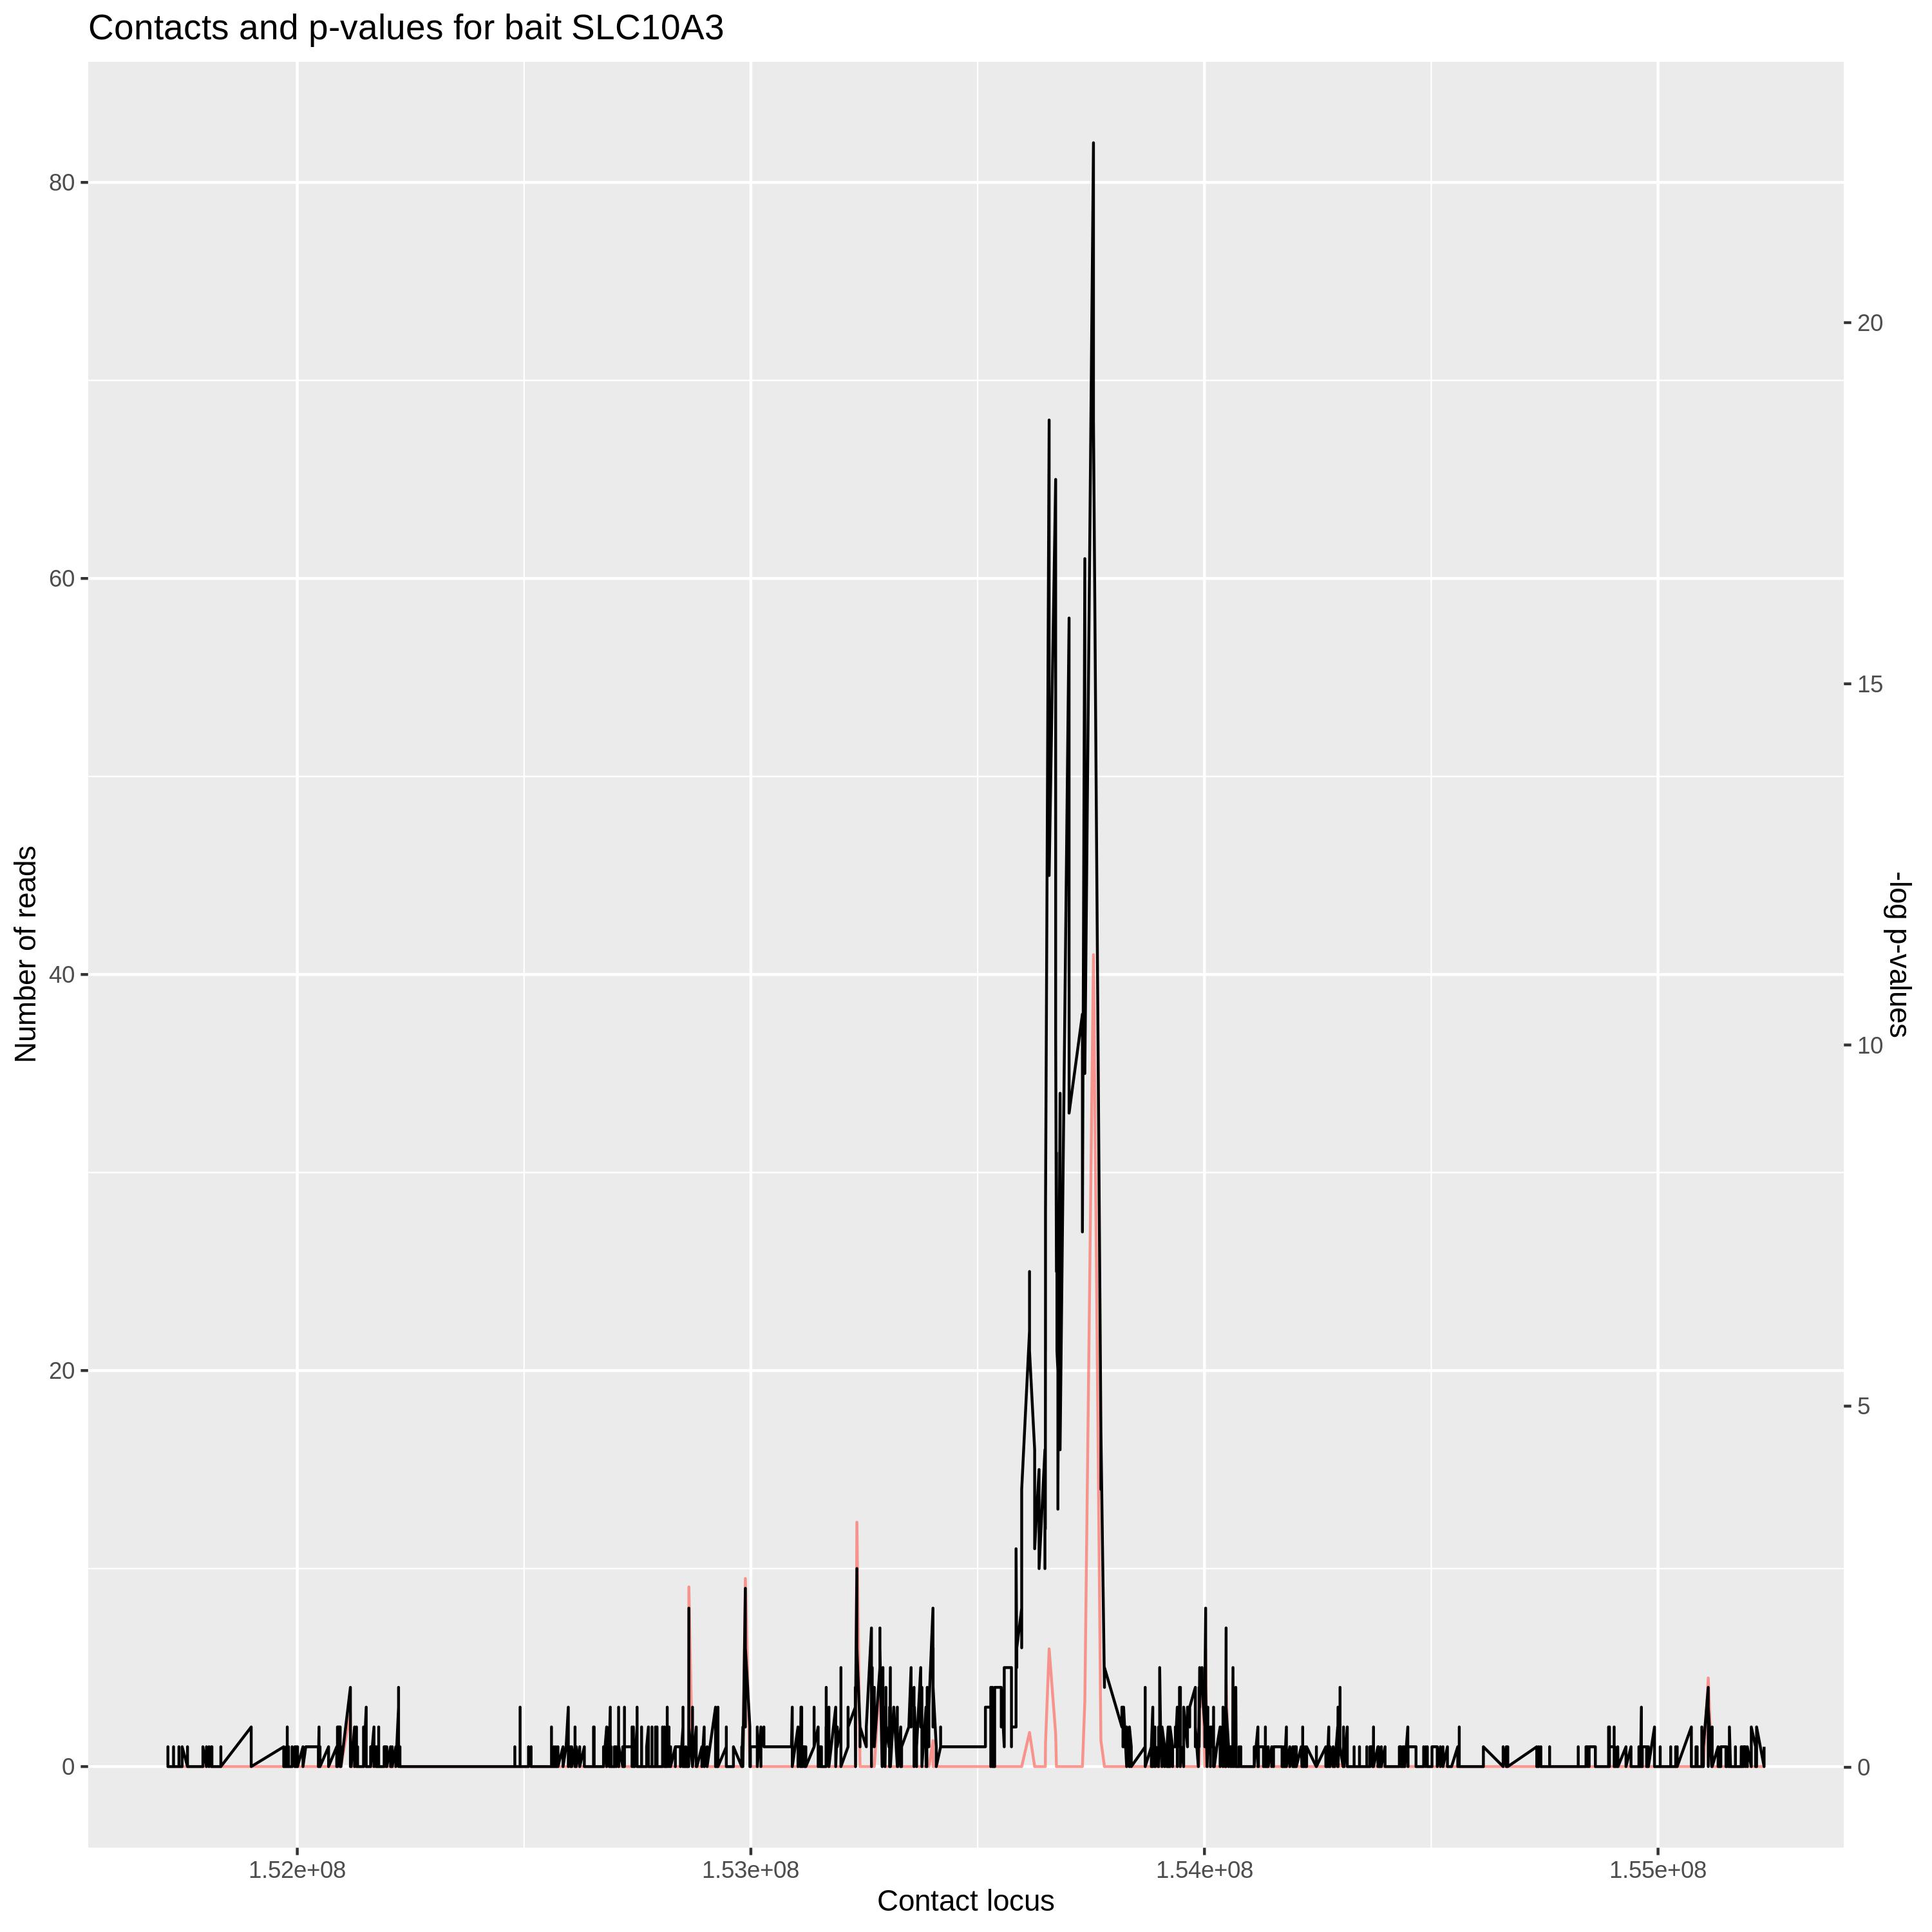 Contacts and p-values for bait SLC10A3
80
60
40
20
0
Number of reads
20
15
10
5
0
-log p-values
1.52e+08
1.53e+08
1.54e+08
1.55e+08
Contact locus